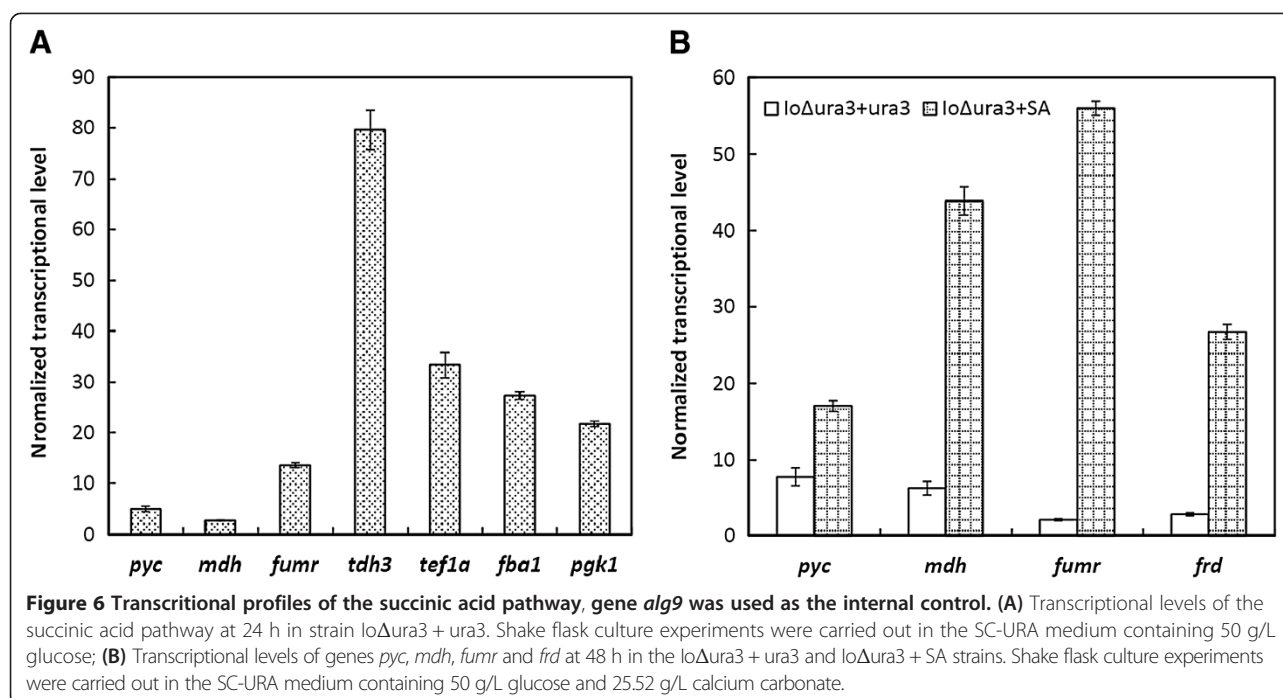 A
B
Nromalized transcriptional level
90
80
70
60
50
40
30
20
10
0
pyc mdh fumr tdh3 tef1a fba1 pgk1
Normalized transcriptional level
60
50
40
30
20
10
0
loΔura3+ura3 loΔura3+SA
pyc mdh fumr frd
Figure 6 Transcritional profiles of the succinic acid pathway, gene alg9 was used as the internal control. (A) Transcriptional levels of the
succinic acid pathway at 24 h in strain loΔura3 + ura3. Shake flask culture experiments were carried out in the SC-URA medium containing 50 g/L
glucose; (B) Transcriptional levels of genes pyc, mdh, fumr and frd at 48 h in the loΔura3 + ura3 and loΔura3 + SA strains. Shake flask culture experiments
were carried out in the SC-URA medium containing 50 g/L glucose and 25.52 g/L calcium carbonate.